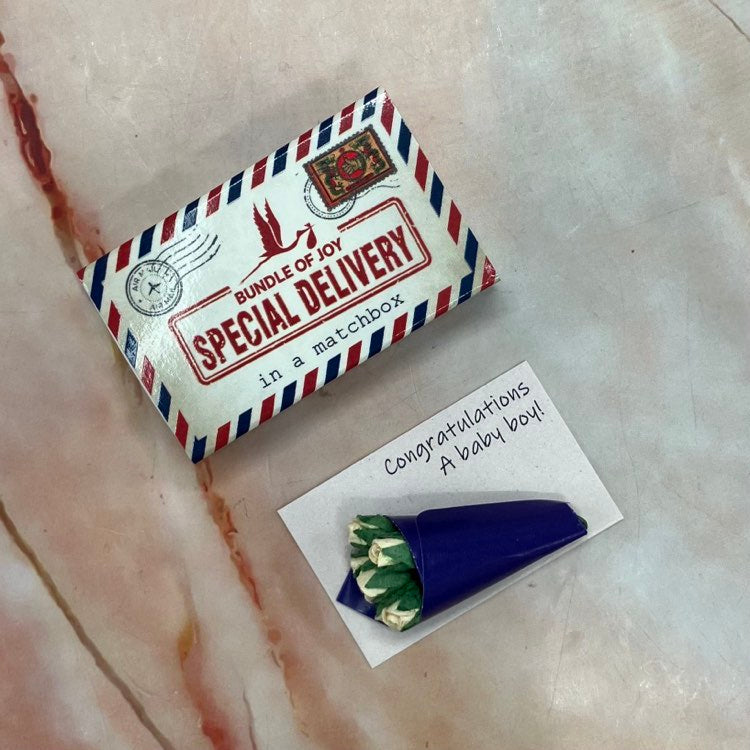 BUNDLE OF JOY
SPECIAL DELIVERY
in a matchbox
Congratulations
A baby boy!